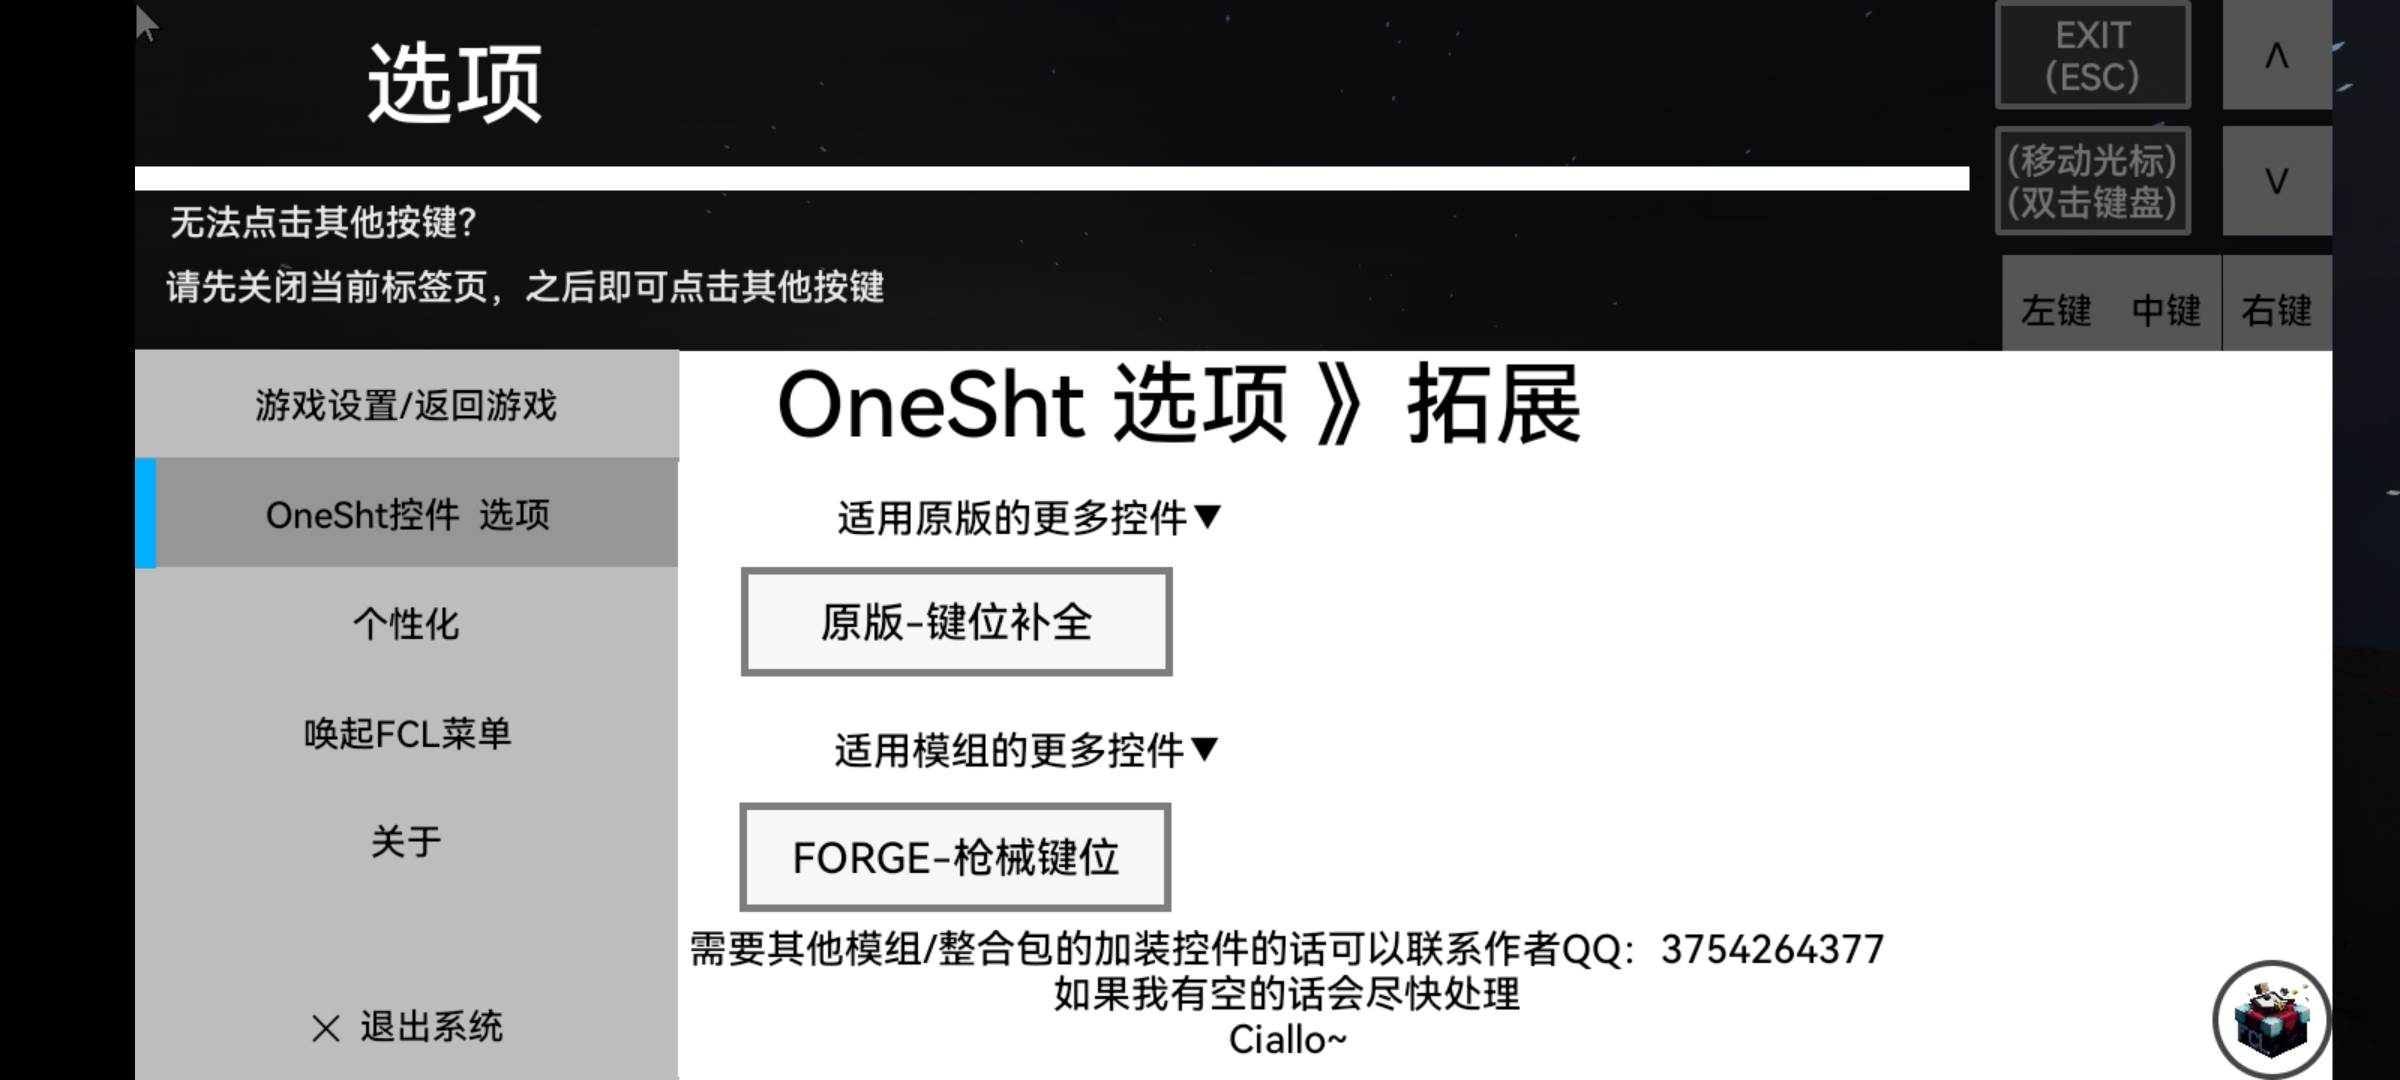 选项
EXIT
(ESC)
∧
(移动光标)
(双击键盘)
∨
无法点击其他按键?
请先关闭当前标签页，之后即可点击其他按键
左键 中键 右键
游戏设置/返回游戏
OneSht控件 选项
个性化
唤起FCL菜单
关于
× 退出系统
OneSht 选项 》拓展
适用原版的更多控件▼
原版-键位补全
适用模组的更多控件▼
FORGE-枪械键位
需要其他模组/整合包的加装控件的话可以联系作者QQ：3754264377
如果我有空的话会尽快处理
Ciallo~
FCL